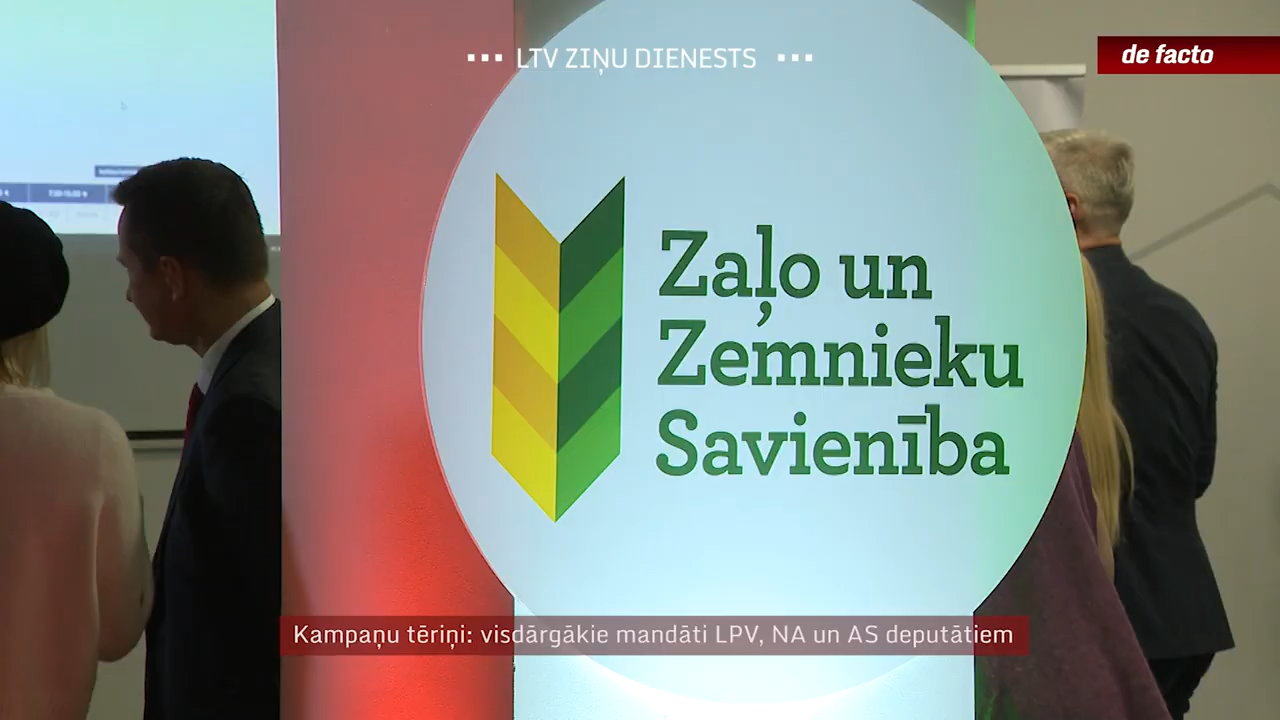 LTV ZIŅU DIENESTS
de facto
Zaļo un
Zemnieku
Savienība
Kampaņu tēriņi: visdārgākie mandāti LPV, NA un AS deputātiem